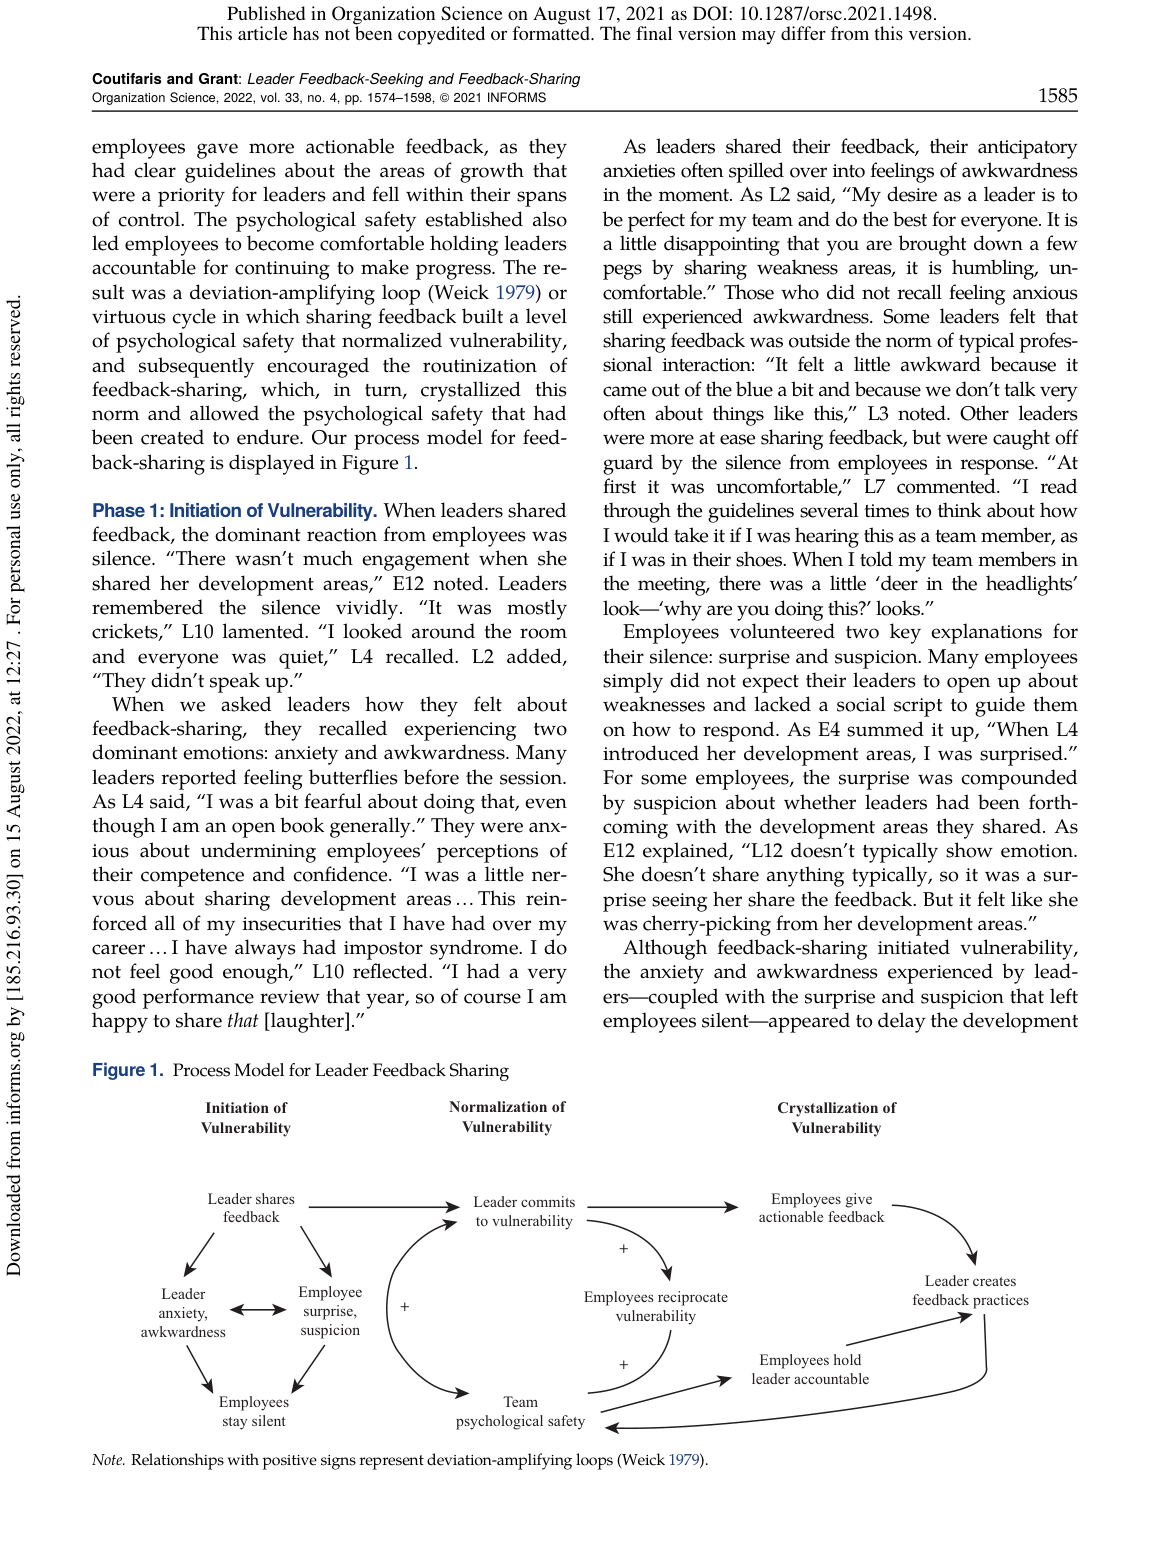 Published in Organization Science on August 17, 2021 as DOI: 10.1287/orsc.2021.1498.
This article has not been copyedited or formatted. The final version may differ from this version.
Coutifaris and Grant: Leader Feedback-Seeking and Feedback-Sharing
Organization Science, 2022, vol. 33, no. 4, pp. 1574–1598, © 2021 INFORMS
1585
employees gave more actionable feedback, as they
had clear guidelines about the areas of growth that
were a priority for leaders and fell within their spans
of control. The psychological safety established also
led employees to become comfortable holding leaders
accountable for continuing to make progress. The re-
sult was a deviation-amplifying loop (Weick 1979) or
virtuous cycle in which sharing feedback built a level
of psychological safety that normalized vulnerability,
and subsequently encouraged the routinization of
feedback-sharing, which, in turn, crystallized this
norm and allowed the psychological safety that had
been created to endure. Our process model for feed-
back-sharing is displayed in Figure 1.
Phase 1: Initiation of Vulnerability. When leaders shared
feedback, the dominant reaction from employees was
silence. “There wasn’t much engagement when she
shared her development areas,” E12 noted. Leaders
remembered the silence vividly. “It was mostly
crickets,” L10 lamented. “I looked around the room
and everyone was quiet,” L4 recalled. L2 added,
“They didn’t speak up.”
When we asked leaders how they felt about
feedback-sharing, they recalled experiencing two
dominant emotions: anxiety and awkwardness. Many
leaders reported feeling butterflies before the session.
As L4 said, “I was a bit fearful about doing that, even
though I am an open book generally.” They were anx-
ious about undermining employees’ perceptions of
their competence and confidence. “I was a little ner-
vous about sharing development areas … This rein-
forced all of my insecurities that I have had over my
career … I have always had impostor syndrome. I do
not feel good enough,” L10 reflected. “I had a very
good performance review that year, so of course I am
happy to share that [laughter].”
As leaders shared their feedback, their anticipatory
anxieties often spilled over into feelings of awkwardness
in the moment. As L2 said, “My desire as a leader is to
be perfect for my team and do the best for everyone. It is
a little disappointing that you are brought down a few
pegs by sharing weakness areas, it is humbling, un-
comfortable.” Those who did not recall feeling anxious
still experienced awkwardness. Some leaders felt that
sharing feedback was outside the norm of typical profes-
sional interaction: “It felt a little awkward because it
came out of the blue a bit and because we don’t talk very
often about things like this,” L3 noted. Other leaders
were more at ease sharing feedback, but were caught off
guard by the silence from employees in response. “At
first it was uncomfortable,” L7 commented. “I read
through the guidelines several times to think about how
I would take it if I was hearing this as a team member, as
if I was in their shoes. When I told my team members in
the meeting, there was a little ‘deer in the headlights’
look—‘why are you doing this?’ looks.”
Employees volunteered two key explanations for
their silence: surprise and suspicion. Many employees
simply did not expect their leaders to open up about
weaknesses and lacked a social script to guide them
on how to respond. As E4 summed it up, “When L4
introduced her development areas, I was surprised.”
For some employees, the surprise was compounded
by suspicion about whether leaders had been forth-
coming with the development areas they shared. As
E12 explained, “L12 doesn’t typically show emotion.
She doesn’t share anything typically, so it was a sur-
prise seeing her share the feedback. But it felt like she
was cherry-picking from her development areas.”
Although feedback-sharing initiated vulnerability,
the anxiety and awkwardness experienced by lead-
ers—coupled with the surprise and suspicion that left
employees silent—appeared to delay the development
Figure 1. Process Model for Leader Feedback Sharing
Initiation of
Vulnerability
Normalization of
Vulnerability
Crystallization of
Vulnerability
Leader shares
feedback
Leader commits
to vulnerability
Employees give
actionable feedback
+
Leader
anxiety,
awkwardness
Employee
surprise,
suspicion
+
Employees reciprocate
vulnerability
Leader creates
feedback practices
+
Employees hold
leader accountable
Employees
stay silent
Team
psychological safety
Note. Relationships with positive signs represent deviation-amplifying loops (Weick 1979).
Downloaded from informs.org by [185.216.93.30] on 15 August 2022, at 12:27 . For personal use only, all rights reserved.